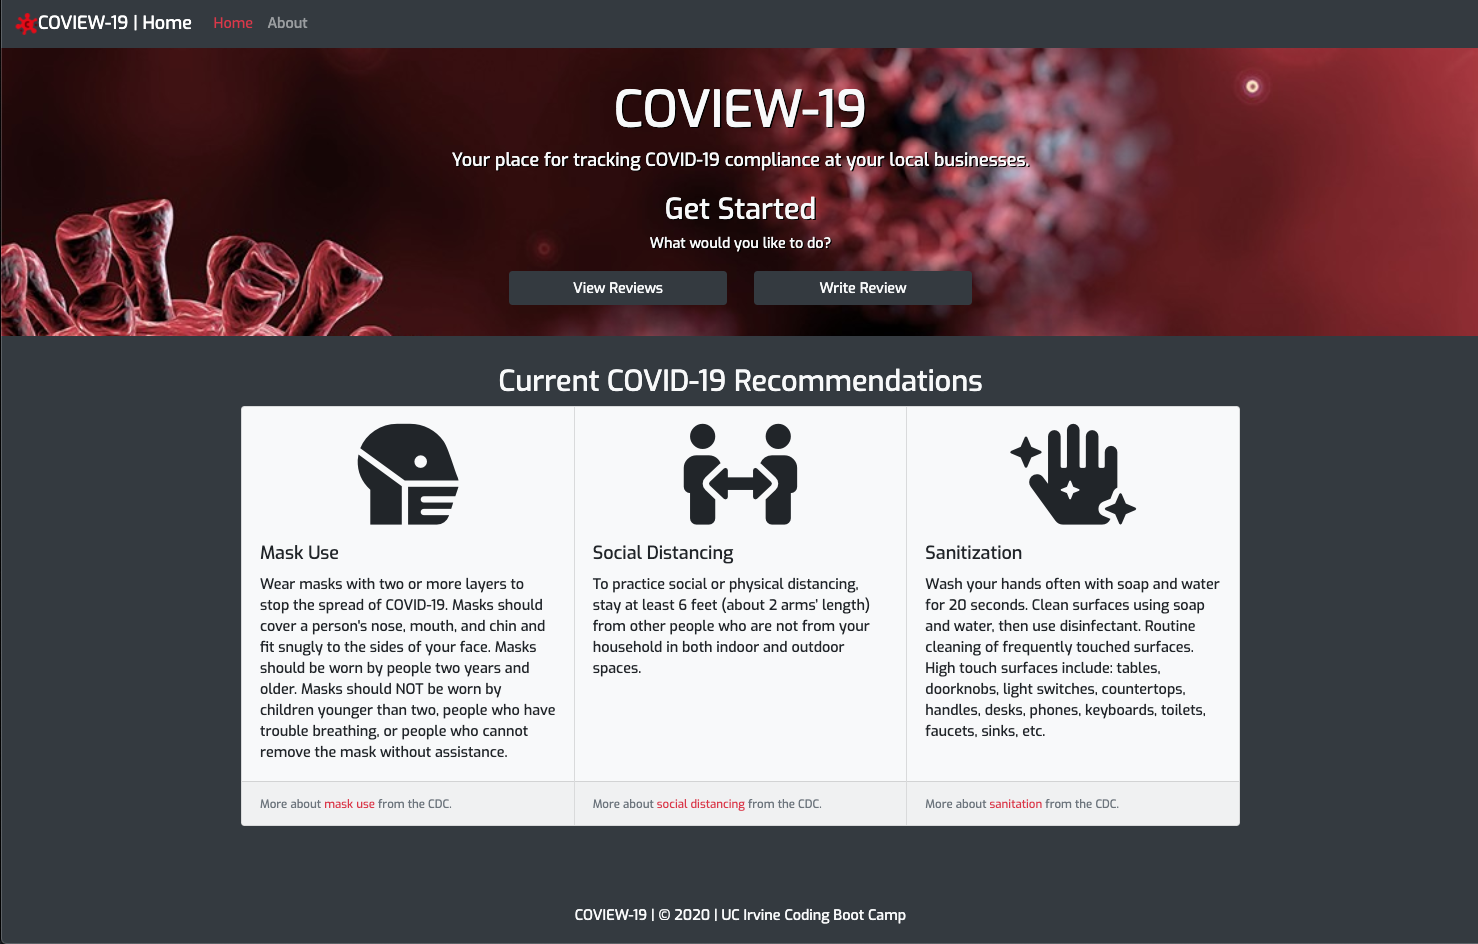 COVIEW-19 | Home Home About
COVIEW-19
Your place for tracking COVID-19 compliance at your local businesses.
Get Started
What would you like to do?
View Reviews Write Review
Current COVID-19 Recommendations
Mask Use
Wear masks with two or more layers to
stop the spread of COVID-19. Masks should
cover a person's nose, mouth, and chin and
fit snugly to the sides of your face. Masks
should be worn by people two years and
older. Masks should NOT be worn by
children younger than two, people who have
trouble breathing, or people who cannot
remove the mask without assistance.
More about mask use from the CDC.
Social Distancing
To practice social or physical distancing,
stay at least 6 feet (about 2 arms' length)
from other people who are not from your
household in both indoor and outdoor
spaces.
More about social distancing from the CDC.
Sanitization
Wash your hands often with soap and water
for 20 seconds. Clean surfaces using soap
and water, then use disinfectant. Routine
cleaning of frequently touched surfaces.
High touch surfaces include: tables,
doorknobs, light switches, countertops,
handles, desks, phones, keyboards, toilets,
faucets, sinks, etc.
More about sanitation from the CDC.
COVIEW-19 | © 2020 | UC Irvine Coding Boot Camp